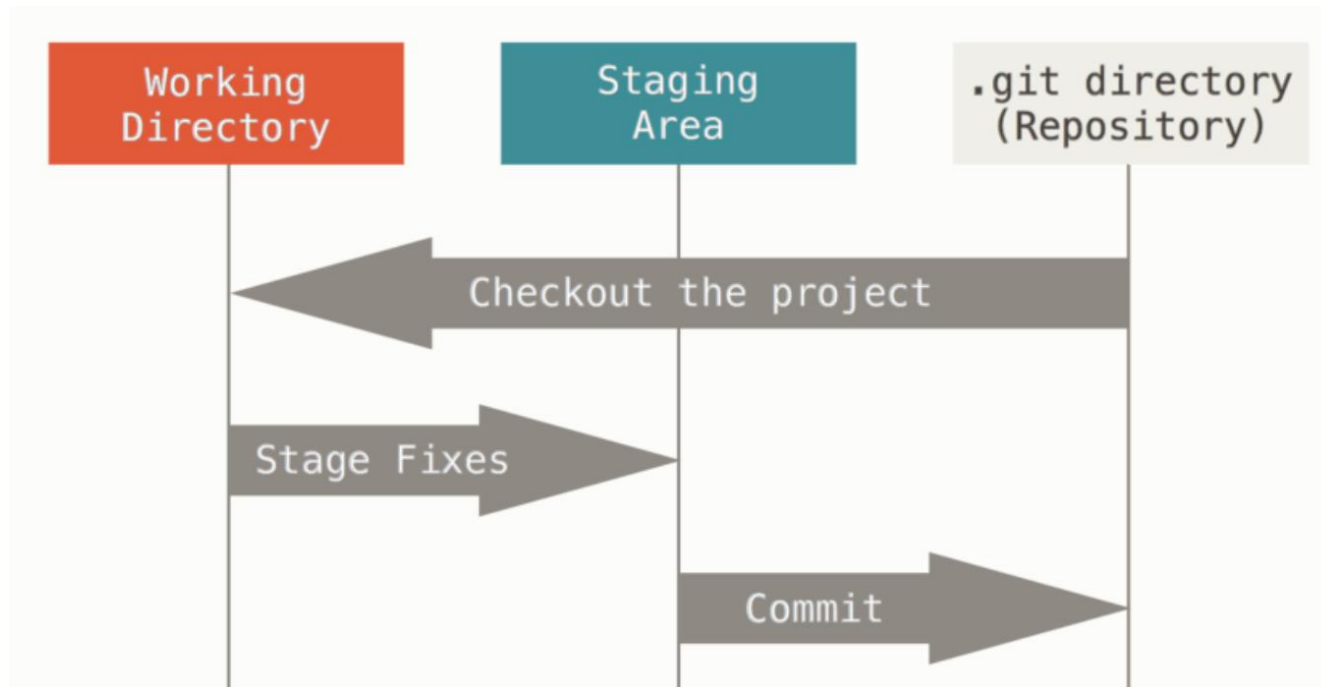 Working
Directory
Staging
Area
.git directory
(Repository)
Checkout the project
Stage Fixes
Commit